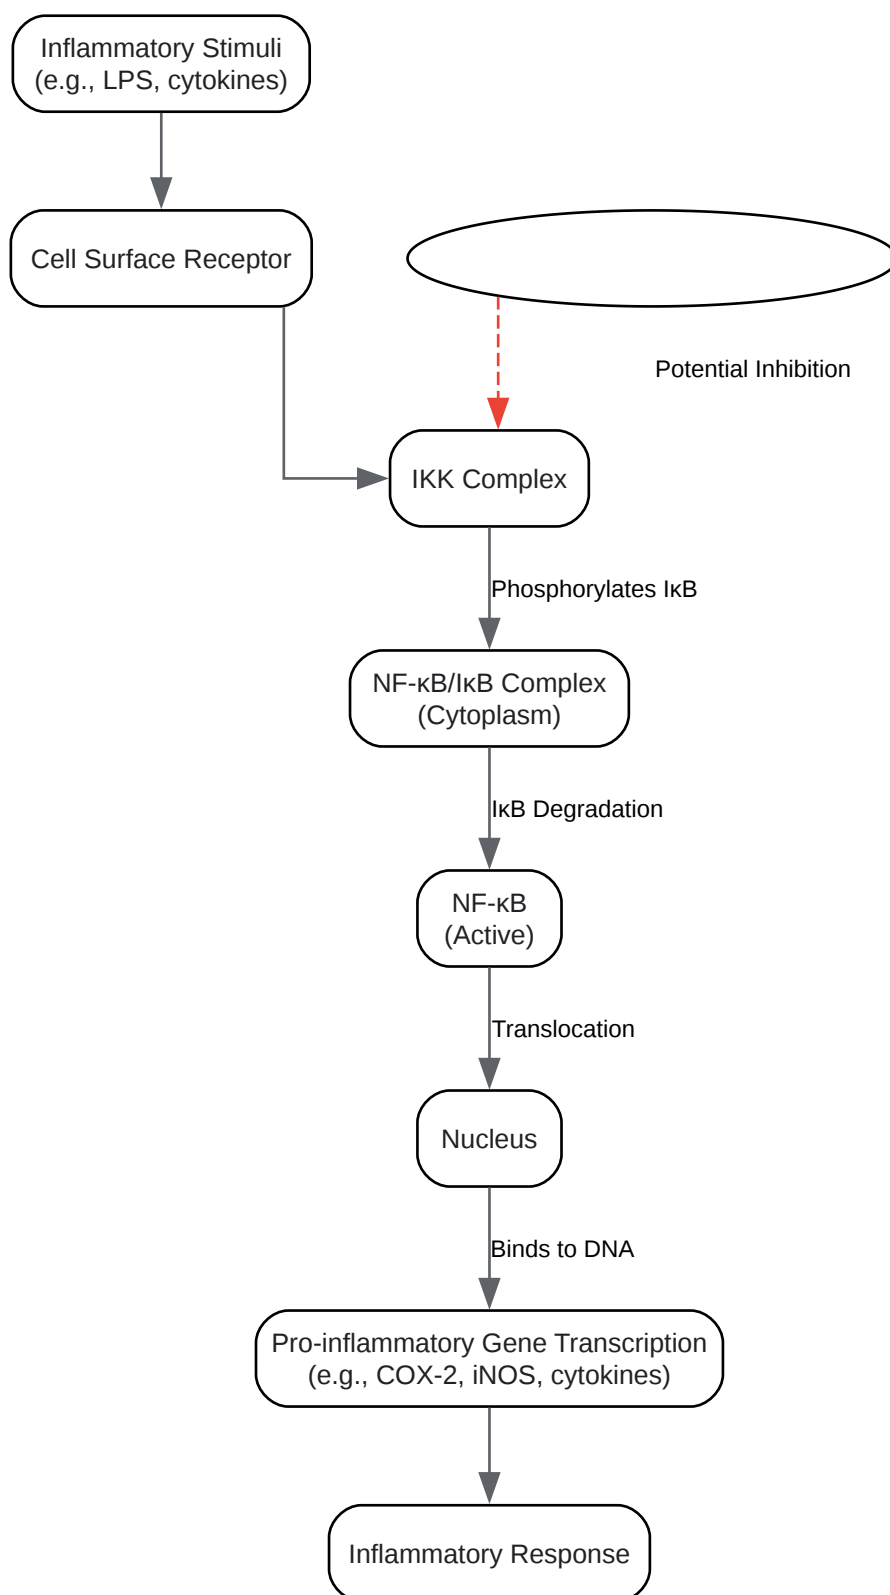 Inflammatory Stimuli
(e.g., LPS, cytokines)
Cell Surface Receptor
Potential Inhibition
IKK Complex
Phosphorylates IκB
NF-κB/IκB Complex
(Cytoplasm)
IκB Degradation
NF-κB
(Active)
Translocation
Nucleus
Binds to DNA
Pro-inflammatory Gene Transcription
(e.g., COX-2, iNOS, cytokines)
Inflammatory Response